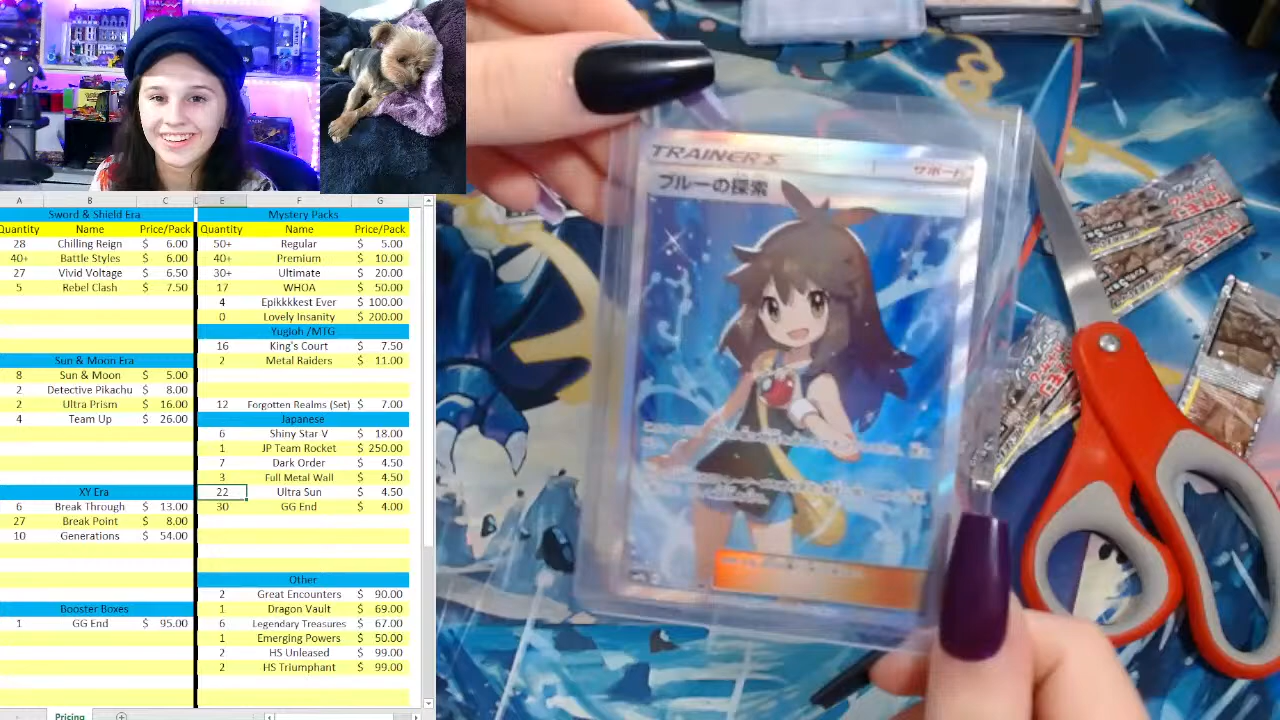 A B C E F G
Sword & Shield Era
Quantity Name Price/Pack
28 Chilling Reign $ 6.00
40+ Battle Styles $ 6.00
27 Vivid Voltage $ 6.50
5 Rebel Clash $ 7.50
Sun & Moon Era
8 Sun & Moon $ 5.00
2 Detective Pikachu $ 8.00
2 Ultra Prism $ 16.00
4 Team Up $ 26.00
XY Era
6 Break Through $ 13.00
27 Break Point $ 8.00
10 Generations $ 54.00
Booster Boxes
1 GG End $ 95.00
Mystery Packs
Quantity Name Price/Pack
50+ Regular $ 5.00
40+ Premium $ 10.00
30+ Ultimate $ 20.00
17 WHOA $ 50.00
4 Epikkkkest Ever $ 100.00
0 Lovely Insanity $ 200.00
Yugioh /MTG
16 King's Court $ 7.50
2 Metal Raiders $ 11.00
12 Forgotten Realms (Set) $ 7.00
Japanese
6 Shiny Star V $ 18.00
1 JP Team Rocket $ 250.00
7 Dark Order $ 4.50
3 Full Metal Wall $ 4.50
22 Ultra Sun $ 4.50
30 GG End $ 4.00
Other
2 Great Encounters $ 90.00
1 Dragon Vault $ 69.00
6 Legendary Treasures $ 67.00
1 Emerging Powers $ 50.00
2 HS Unleased $ 99.00
2 HS Triumphant $ 99.00
Pricing
TRAINER'S
サポート
ブルーの探索